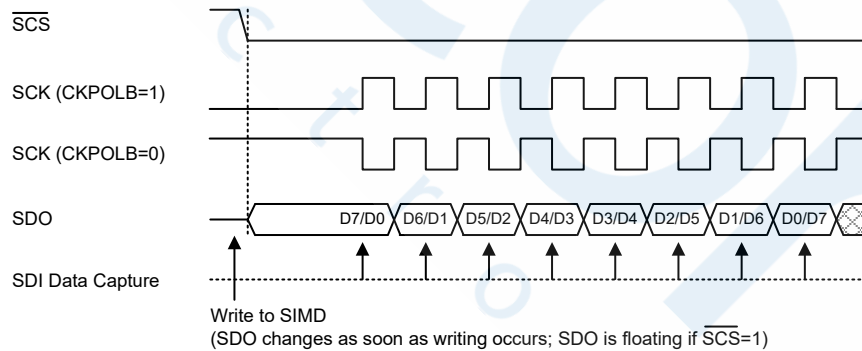 S̅C̅S̅
SCK (CKPOLB=1)
SCK (CKPOLB=0)
SDO D7/D0 D6/D1 D5/D2 D4/D3 D3/D4 D2/D5 D1/D6 D0/D7
SDI Data Capture
Write to SIMD
(SDO changes as soon as writing occurs; SDO is floating if S̅C̅S̅=1)